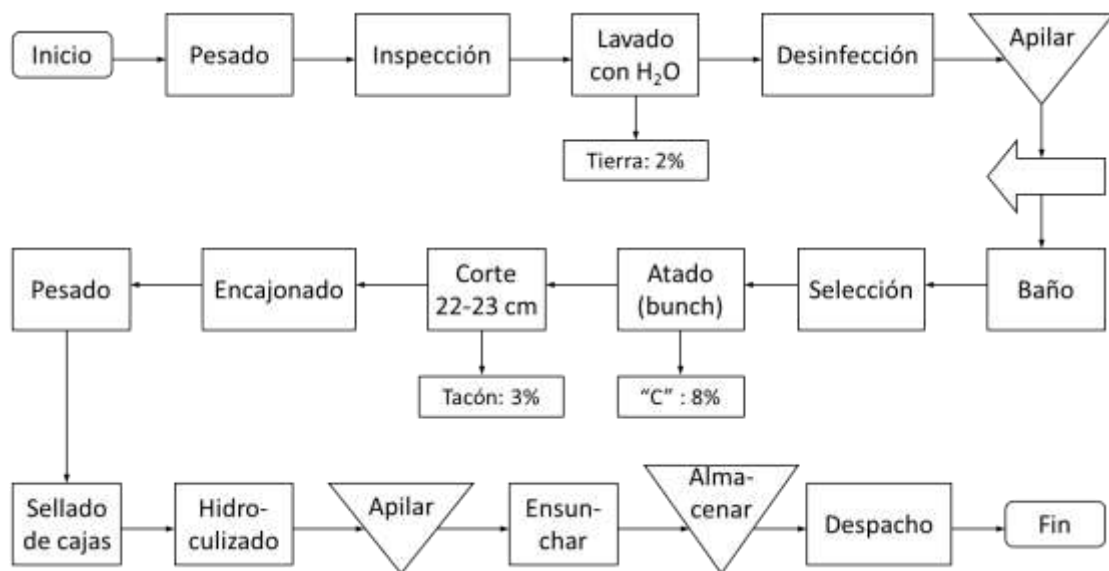 Inicio
Pesado
Inspección
Lavado
con H₂O
Desinfección
Apilar
Tierra: 2%
Pesado
Encajonado
Corte
22-23 cm
Atado
(bunch)
Selección
Baño
Tacón: 3%
“C” : 8%
Sellado
de cajas
Hidro-
culizado
Apilar
Ensun-
char
Alma-
cenar
Despacho
Fin